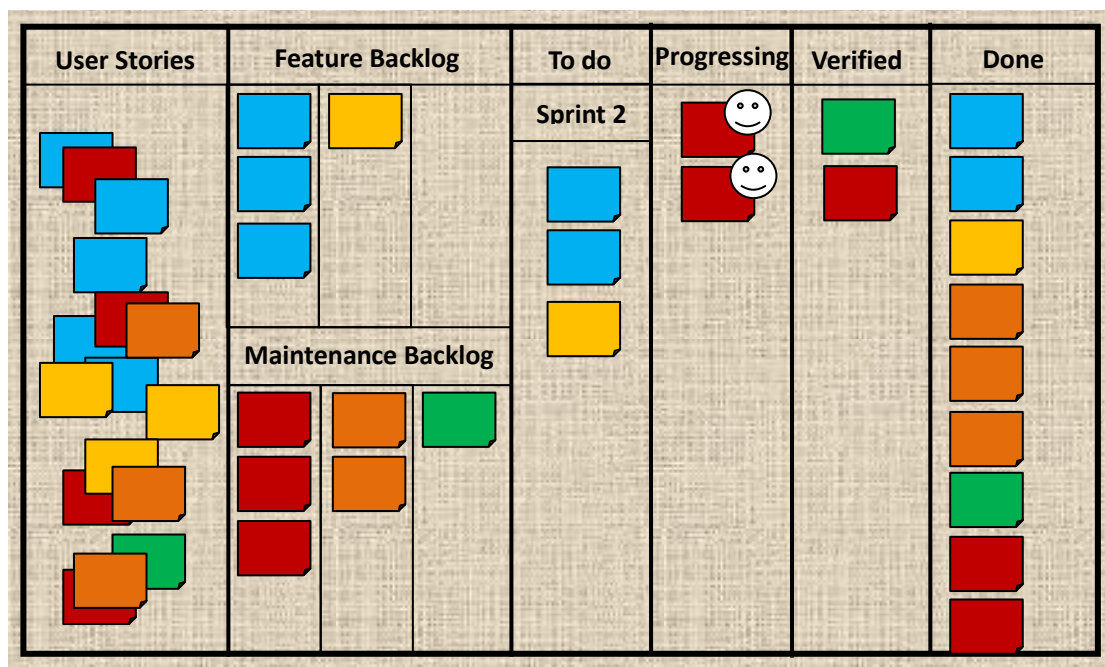 User Stories
Feature Backlog
To do
Progressing
Verified
Done
Sprint 2
Maintenance Backlog